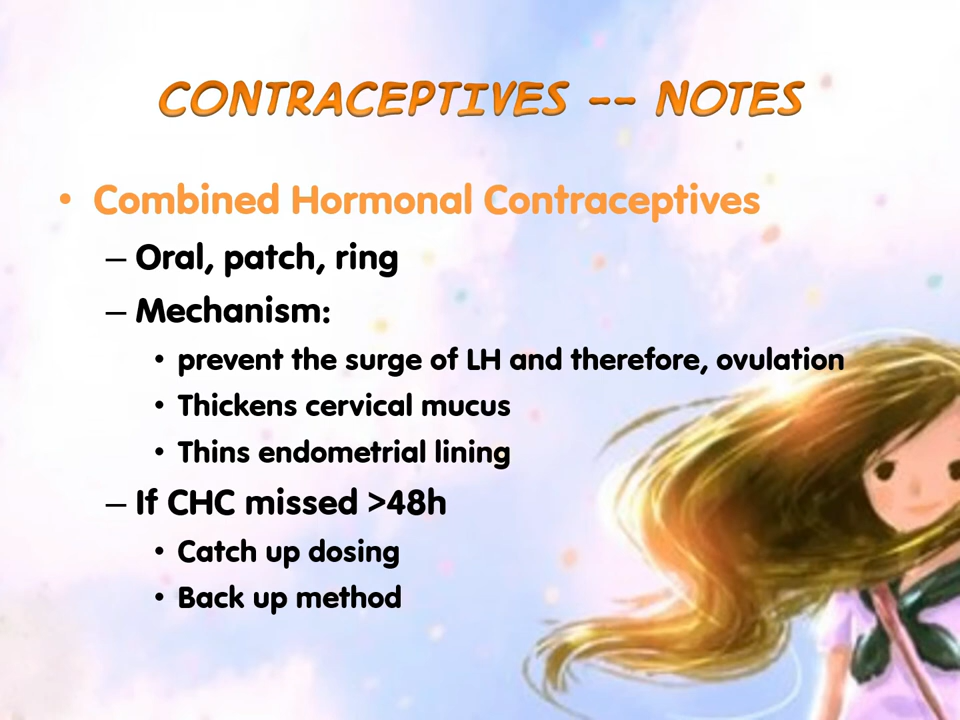 CONTRACEPTIVES -- NOTES
• Combined Hormonal Contraceptives
– Oral, patch, ring
– Mechanism:
• prevent the surge of LH and therefore, ovulation
• Thickens cervical mucus
• Thins endometrial lining
– If CHC missed >48h
• Catch up dosing
• Back up method